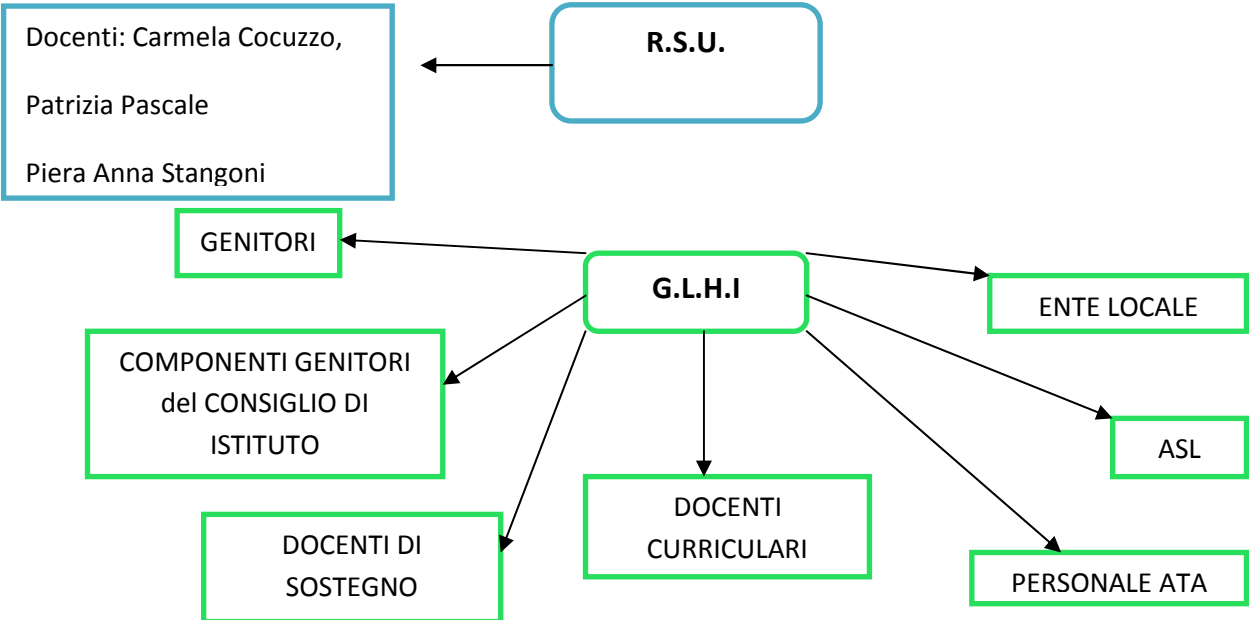 Docenti: Carmela Cocuzzo,
Patrizia Pascale
Piera Anna Stangoni
R.S.U.
GENITORI
G.L.H.I
ENTE LOCALE
COMPONENTI GENITORI
del CONSIGLIO DI
ISTITUTO
ASL
DOCENTI DI
SOSTEGNO
DOCENTI
CURRICULARI
PERSONALE ATA